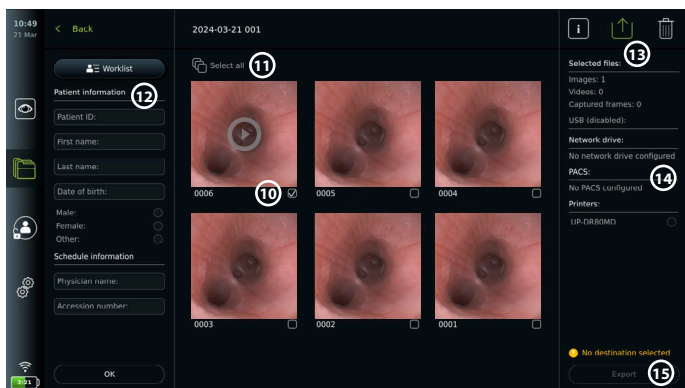 10:49
21 Mar
2:21
< Back
Worklist
Patient information
12
Patient ID:
First name:
Last name:
Date of birth:
Male:
Female:
Other:
Schedule information
Physician name:
Accession number:
OK
2024-03-21 001
Select all
11
0006
10
0005
0004
0003
0002
0001
i
13
Selected files:
Images: 1
Videos: 0
Captured frames: 0
USB (disabled):
Network drive:
No network drive configured
PACS:
14
No PACS configured
Printers:
UP-DR80MD
No destination selected
Export
15